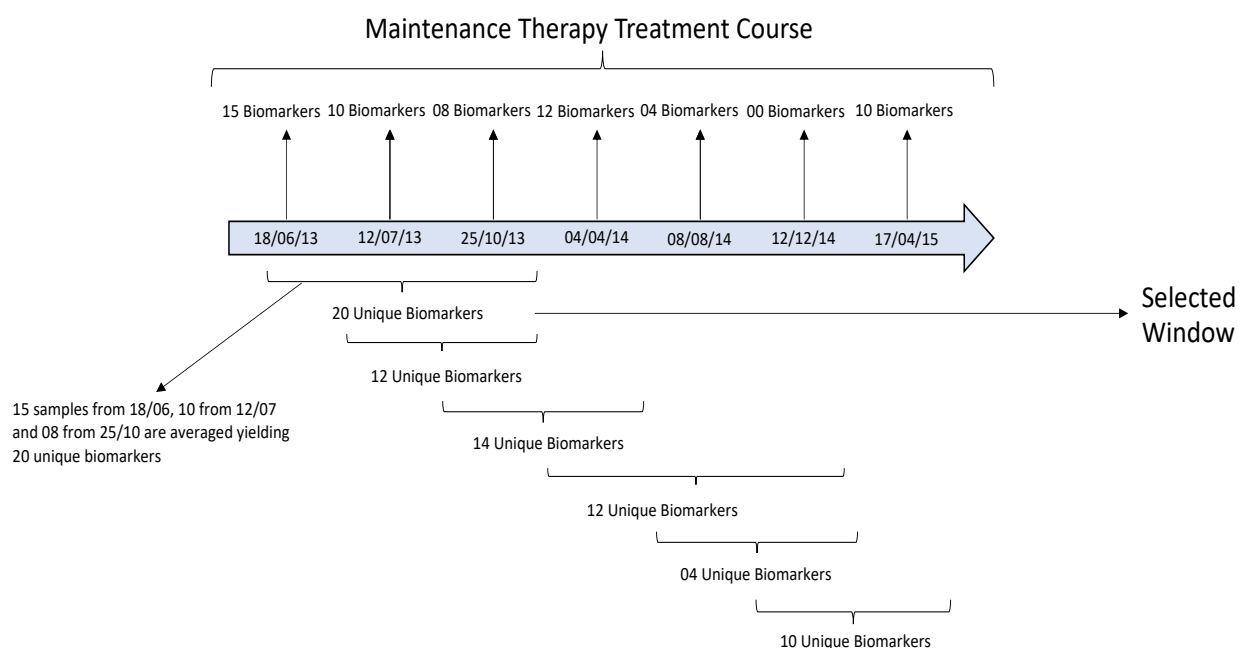 Maintenance Therapy Treatment Course
15 Biomarkers 10 Biomarkers 08 Biomarkers 12 Biomarkers 04 Biomarkers 00 Biomarkers 10 Biomarkers
18/06/13 12/07/13 25/10/13 04/04/14 08/08/14 12/12/14 17/04/15
20 Unique Biomarkers
Selected
Window
12 Unique Biomarkers
15 samples from 18/06, 10 from 12/07
and 08 from 25/10 are averaged yielding
20 unique biomarkers
14 Unique Biomarkers
12 Unique Biomarkers
04 Unique Biomarkers
10 Unique Biomarkers